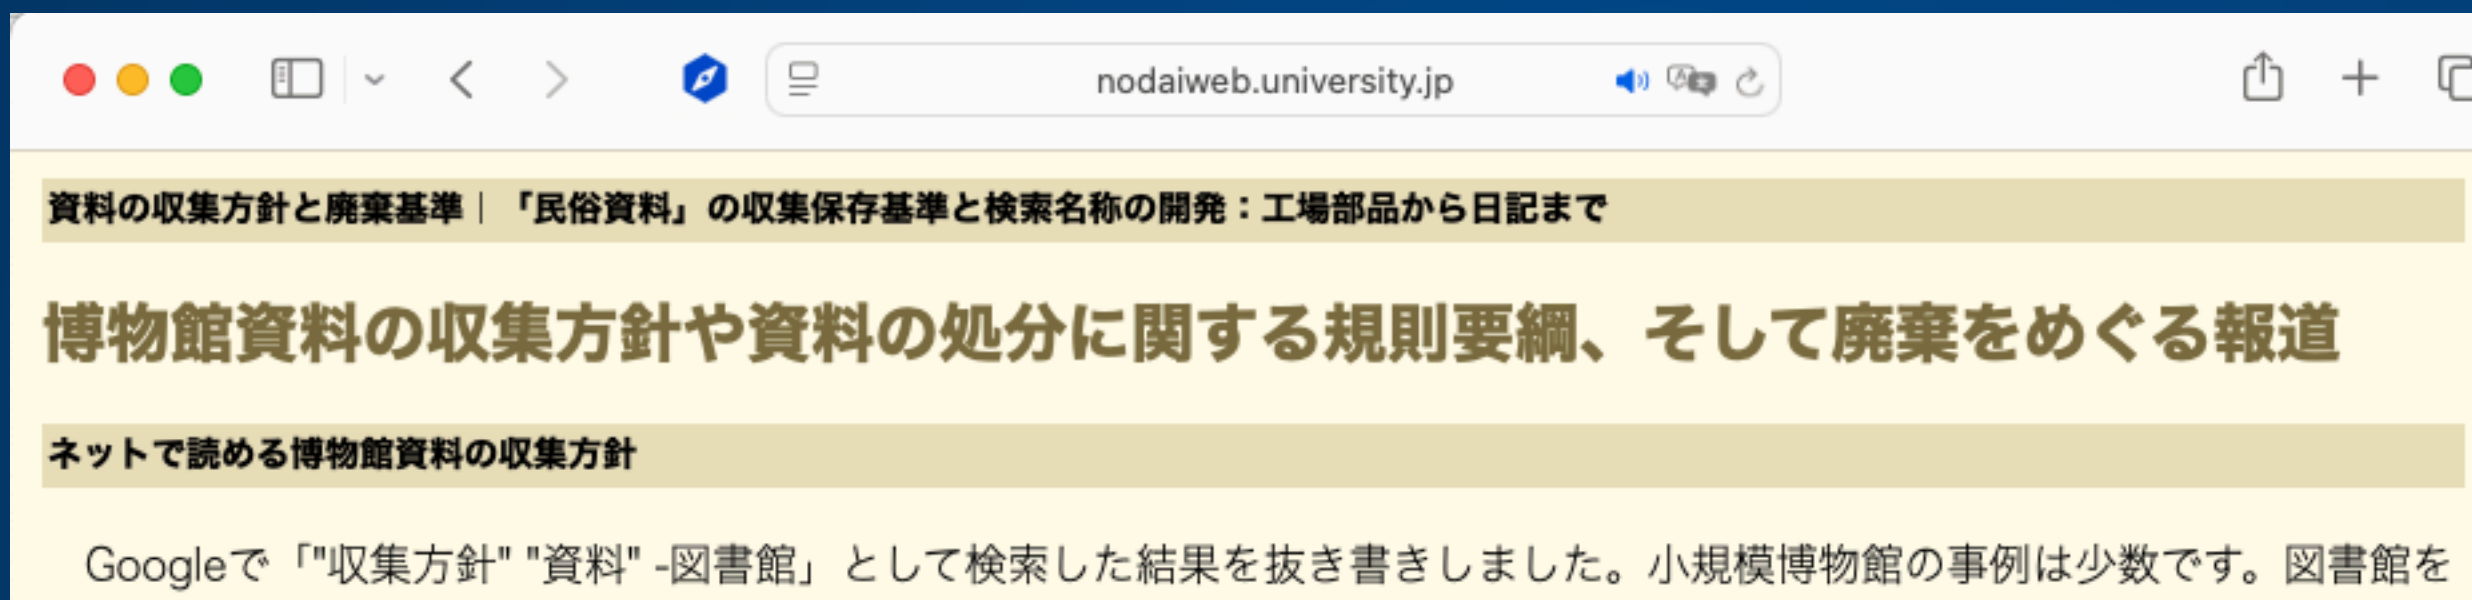 nodaiweb.university.jp
資料の収集方針と廃棄基準｜「民俗資料」の収集保存基準と検索名称の開発：工場部品から日記まで
博物館資料の収集方針や資料の処分に関する規則要綱、そして廃棄をめぐる報道
ネットで読める博物館資料の収集方針
Googleで「"収集方針" "資料" -図書館」として検索した結果を抜き書きしました。小規模博物館の事例は少数です。図書館を